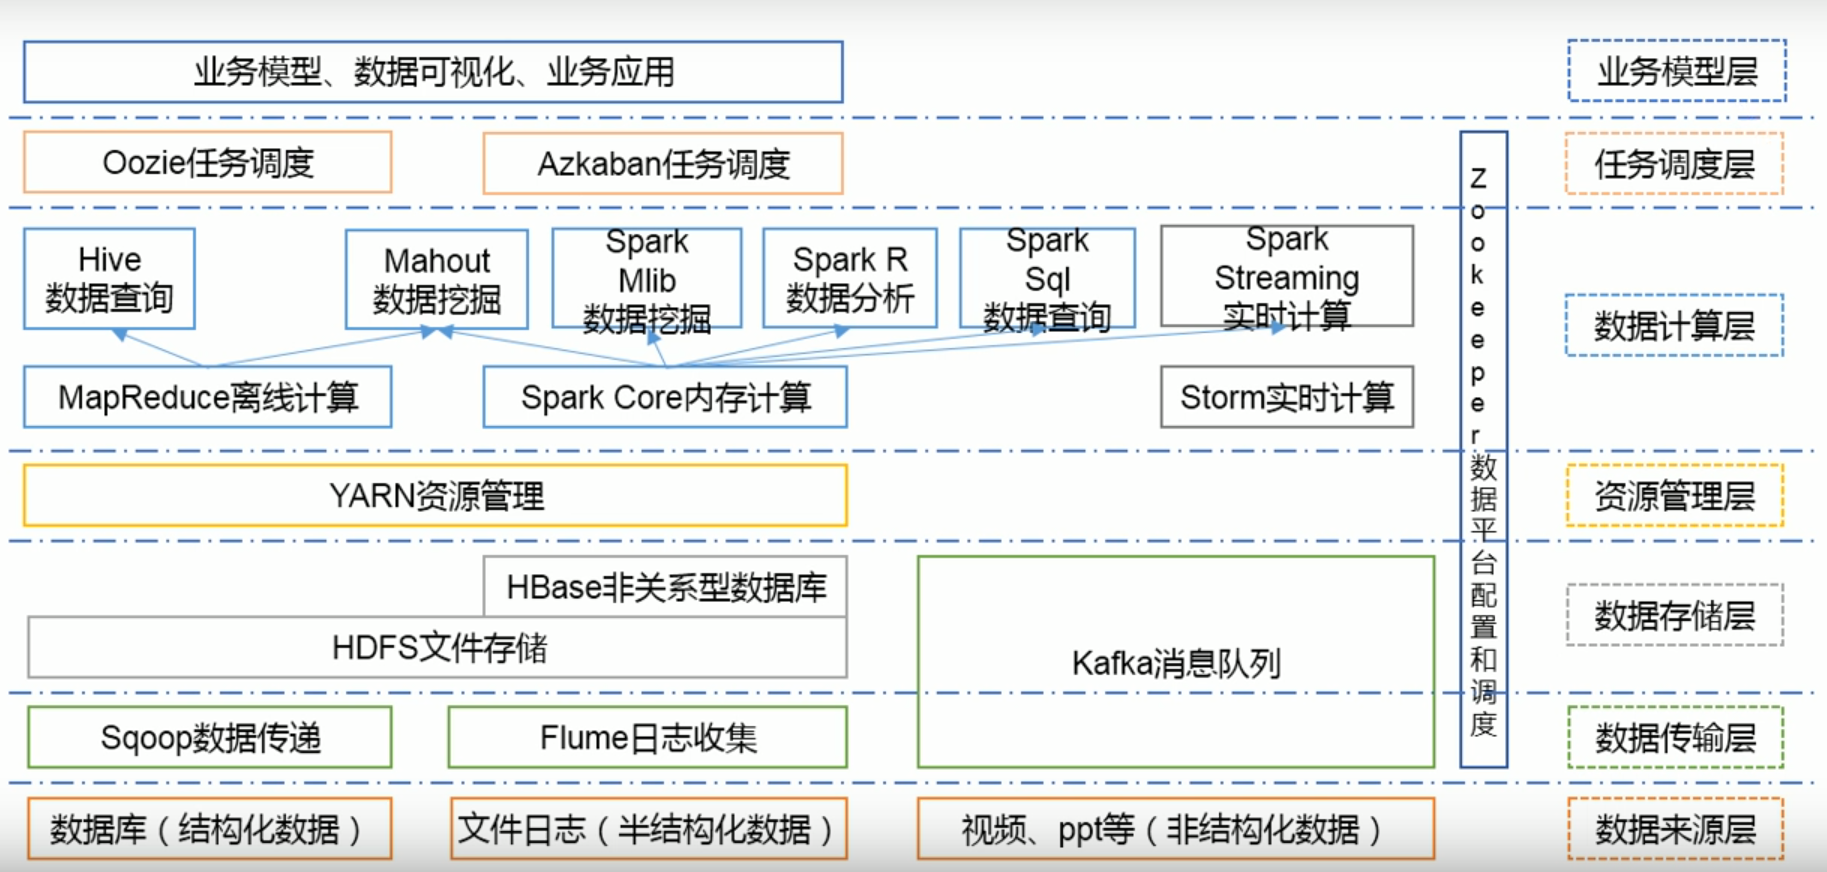 业务模型、数据可视化、业务应用
业务模型层
Oozie任务调度
Azkaban任务调度
任务调度层
Hive
数据查询
Mahout
数据挖掘
Spark
Mlib
数据挖掘
Spark R
数据分析
Spark
Sql
数据查询
Spark
Streaming
实时计算
数据计算层
MapReduce离线计算
Spark Core内存计算
Storm实时计算
Zookeeper数据平台配置和调度
YARN资源管理
资源管理层
HBase非关系型数据库
HDFS文件存储
Kafka消息队列
数据存储层
Sqoop数据传递
Flume日志收集
数据传输层
数据库（结构化数据）
文件日志（半结构化数据）
视频、ppt等（非结构化数据）
数据来源层